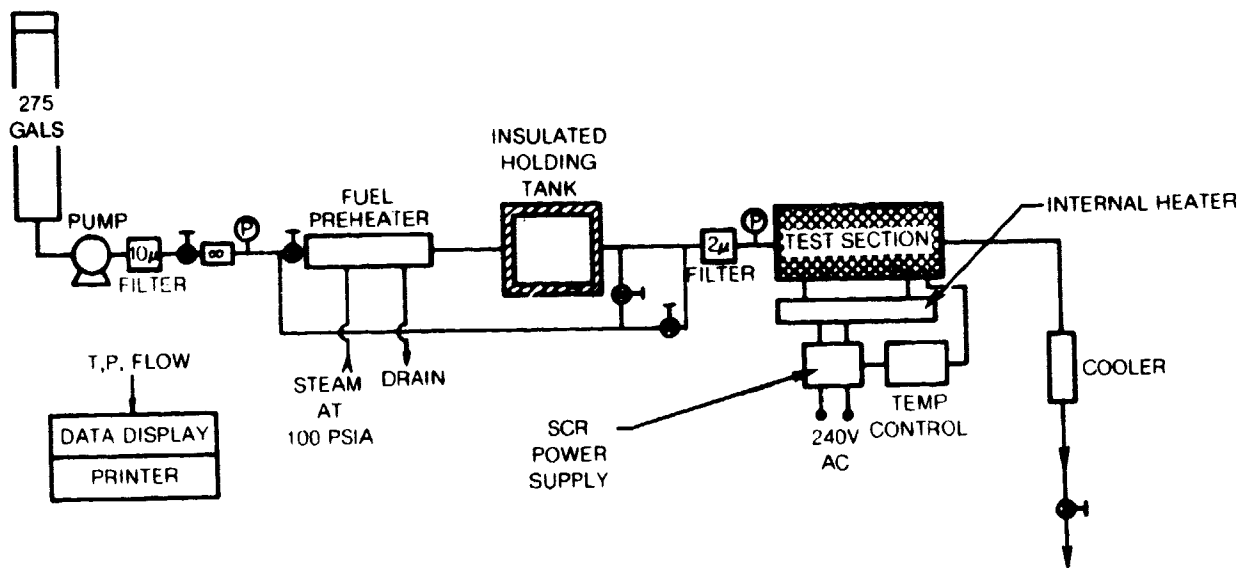 275
GALS
PUMP
10μ
FILTER
∞
P
FUEL
PREHEATER
INSULATED
HOLDING
TANK
2μ
FILTER
P
TEST SECTION
INTERNAL HEATER
STEAM
AT
100 PSIA
DRAIN
SCR
POWER
SUPPLY
240V
AC
TEMP
CONTROL
COOLER
T,P, FLOW
DATA DISPLAY
PRINTER